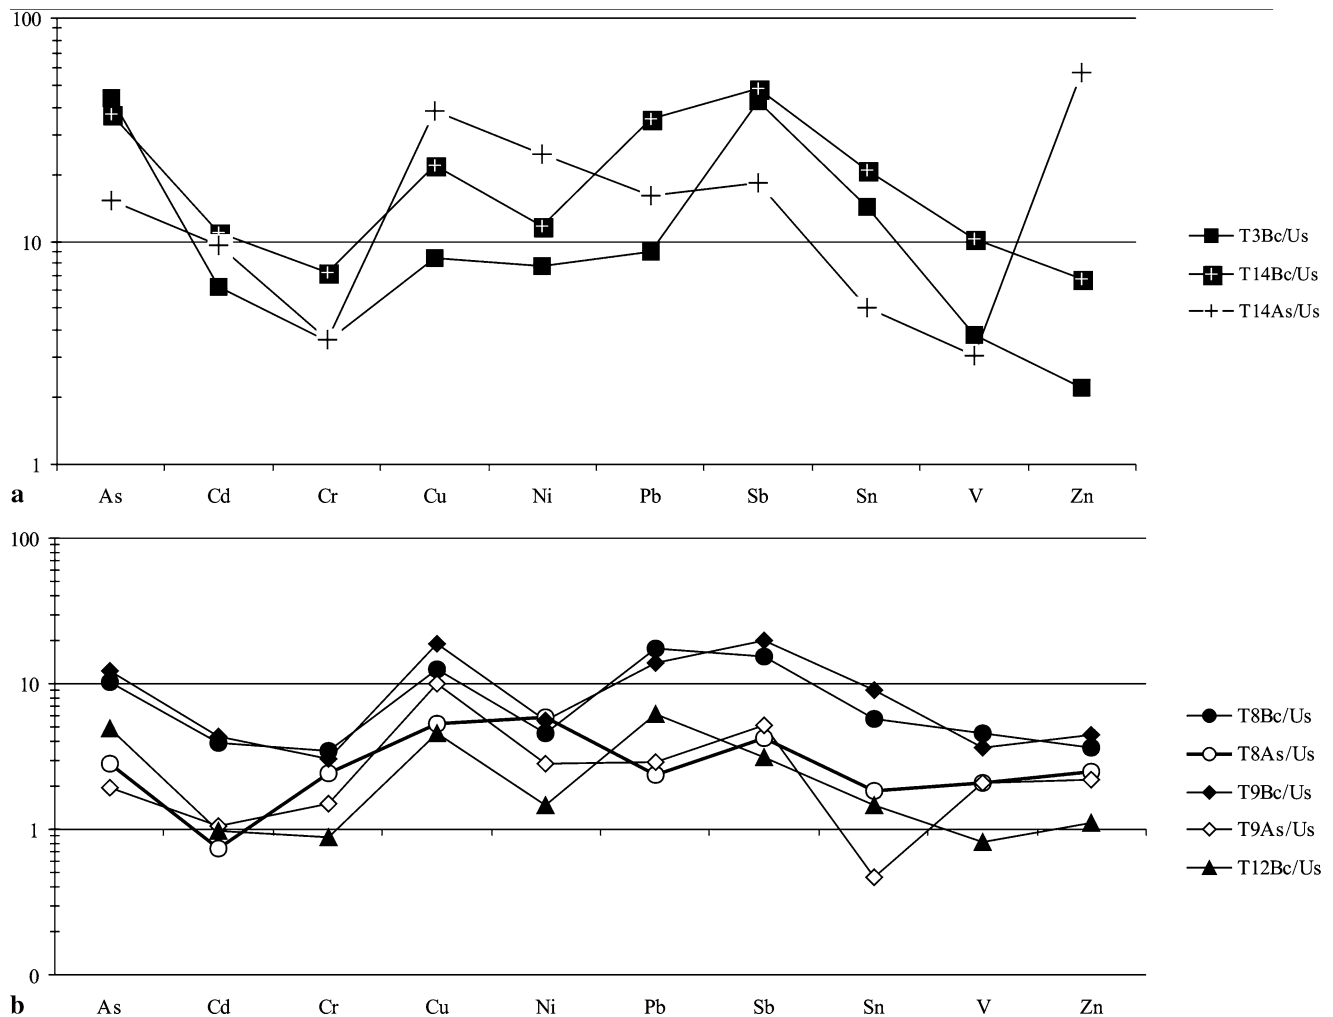 100
10
1
a
As Cd Cr Cu Ni Pb Sb Sn V Zn
T3Bc/Us
T14Bc/Us
T14As/Us
100
10
1
0
b
As Cd Cr Cu Ni Pb Sb Sn V Zn
T8Bc/Us
T8As/Us
T9Bc/Us
T9As/Us
T12Bc/Us